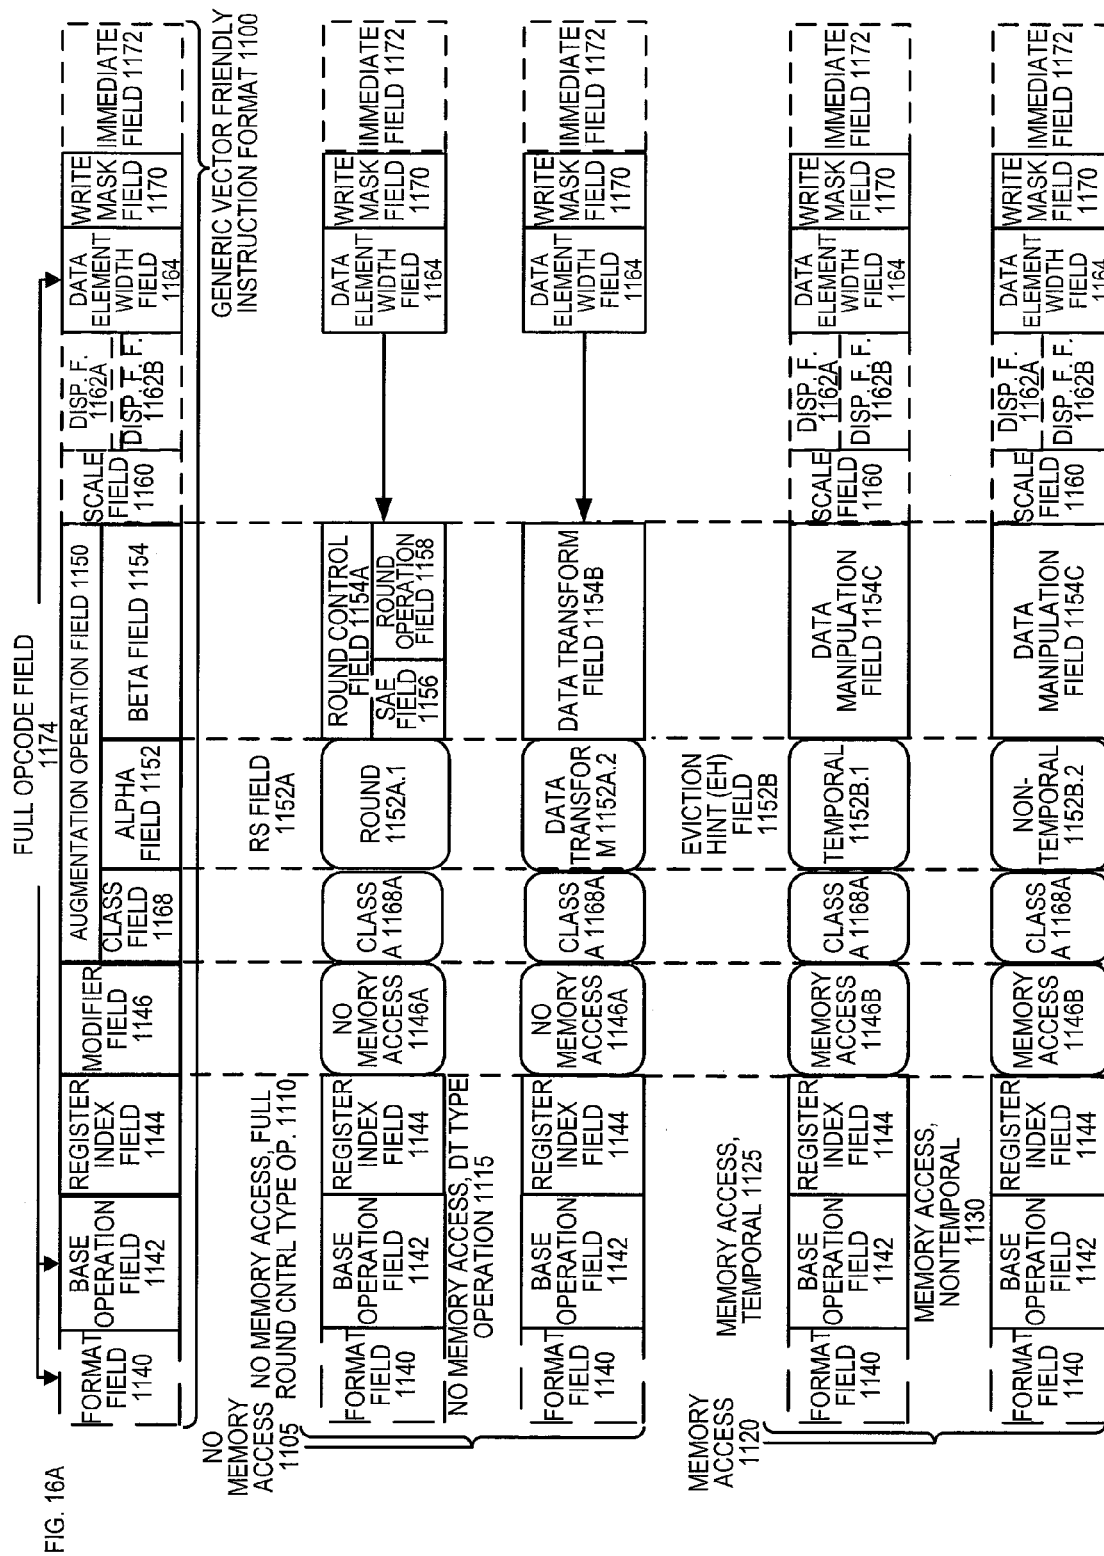 FIG. 16A
FULL OPCODE FIELD
1174
FORMAT
FIELD
1140
BASE
OPERATION
FIELD
1142
REGISTER
INDEX
FIELD
1144
MODIFIER
FIELD
1146
AUGMENTATION OPERATION FIELD 1150
CLASS
FIELD
1168
ALPHA
FIELD 1152
BETA FIELD 1154
SCALE
FIELD
1160
DISP. F.
1162A
DISP. F. F.
1162B
DATA
ELEMENT
WIDTH
FIELD
1164
WRITE
MASK
FIELD
1170
IMMEDIATE
FIELD 1172
GENERIC VECTOR FRIENDLY
INSTRUCTION FORMAT 1100
NO
MEMORY
ACCESS
1105
NO MEMORY ACCESS, FULL
ROUND CNTRL TYPE OP. 1110
RS FIELD
1152A
FORMAT
FIELD
1140
BASE
OPERATION
FIELD
1142
REGISTER
INDEX
FIELD
1144
NO
MEMORY
ACCESS
1146A
CLASS
A 1168A
ROUND
1152A.1
ROUND CONTROL
FIELD 1154A
SAE
FIELD
1156
ROUND
OPERATION
FIELD 1158
DATA
ELEMENT
WIDTH
FIELD
1164
WRITE
MASK
FIELD
1170
IMMEDIATE
FIELD 1172
NO MEMORY ACCESS, DT TYPE
OPERATION 1115
FORMAT
FIELD
1140
BASE
OPERATION
FIELD
1142
REGISTER
INDEX
FIELD
1144
NO
MEMORY
ACCESS
1146A
CLASS
A 1168A
DATA
TRANSFOR
M 1152A.2
DATA TRANSFORM
FIELD 1154B
DATA
ELEMENT
WIDTH
FIELD
1164
WRITE
MASK
FIELD
1170
IMMEDIATE
FIELD 1172
MEMORY
ACCESS
1120
MEMORY ACCESS,
TEMPORAL 1125
EVICTION
HINT (EH)
FIELD
1152B
FORMAT
FIELD
1140
BASE
OPERATION
FIELD
1142
REGISTER
INDEX
FIELD
1144
MEMORY
ACCESS
1146B
CLASS
A 1168A
TEMPORAL
1152B.1
DATA
MANIPULATION
FIELD 1154C
SCALE
FIELD
1160
DISP. F.
1162A
DISP. F. F.
1162B
DATA
ELEMENT
WIDTH
FIELD
1164
WRITE
MASK
FIELD
1170
IMMEDIATE
FIELD 1172
MEMORY ACCESS,
NONTEMPORAL
1130
FORMAT
FIELD
1140
BASE
OPERATION
FIELD
1142
REGISTER
INDEX
FIELD
1144
MEMORY
ACCESS
1146B
CLASS
A 1168A
NON-
TEMPORAL
1152B.2
DATA
MANIPULATION
FIELD 1154C
SCALE
FIELD
1160
DISP. F.
1162A
DISP. F. F.
1162B
DATA
ELEMENT
WIDTH
FIELD
1164
WRITE
MASK
FIELD
1170
IMMEDIATE
FIELD 1172